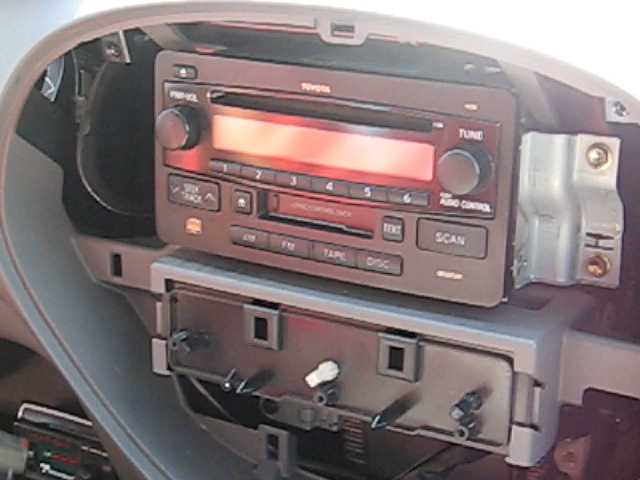 TOYOTA
PWR·VOL
TUNE
1 2 3 4 5 6
SEEK
TRACK
AUDIO CONTROL
TEXT
SCAN
AM FM TAPE DISC
H